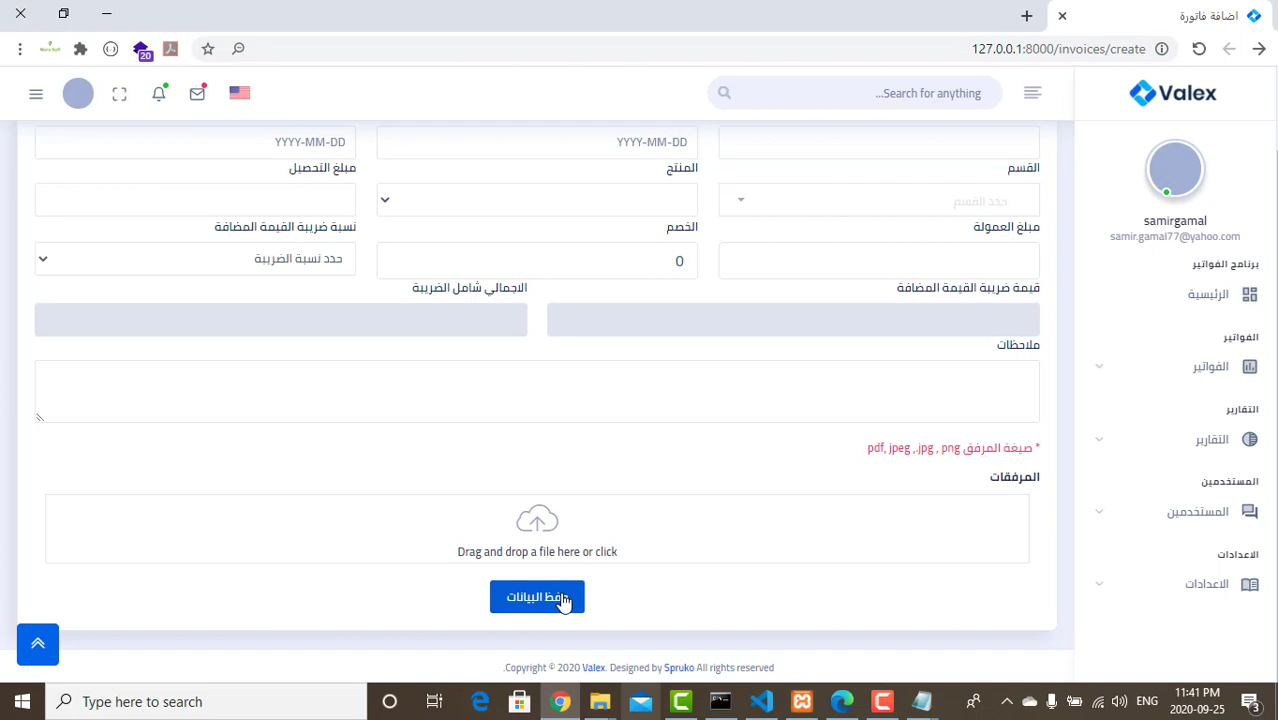 اضافة فاتورة
127.0.0.1:8000/invoices/create
20
Valex
Search for anything...
samirgamal
samir.gamal77@yahoo.com
برنامج الفواتير
الرئيسية
الفواتير
الفواتير
التقارير
التقارير
المستخدمين
المستخدمين
الاعدادات
الاعدادات
YYYY-MM-DD
YYYY-MM-DD
القسم
المنتج
مبلغ التحصيل
حدد القسم
مبلغ العمولة
الخصم
نسبة ضريبة القيمة المضافة
0
حدد نسبة الضريبة
قيمة ضريبة القيمة المضافة
الاجمالي شامل الضريبة
ملاحظات
* صيغة المرفق pdf, jpeg ,.jpg , png
المرفقات
Drag and drop a file here or click
حفظ البيانات
Copyright © 2020 Valex. Designed by Spruko All rights reserved.
Type here to search
ENG
11:41 PM
2020-09-25
3